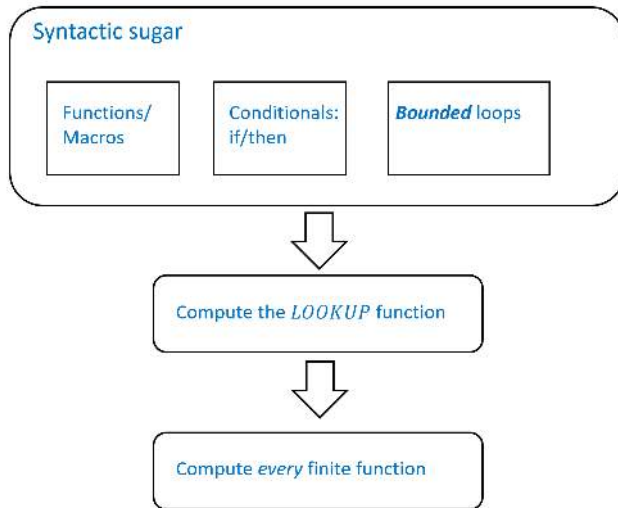 Syntactic sugar
Functions/
Macros
Conditionals:
if/then
Bounded loops
Compute the LOOKUP function
Compute every finite function